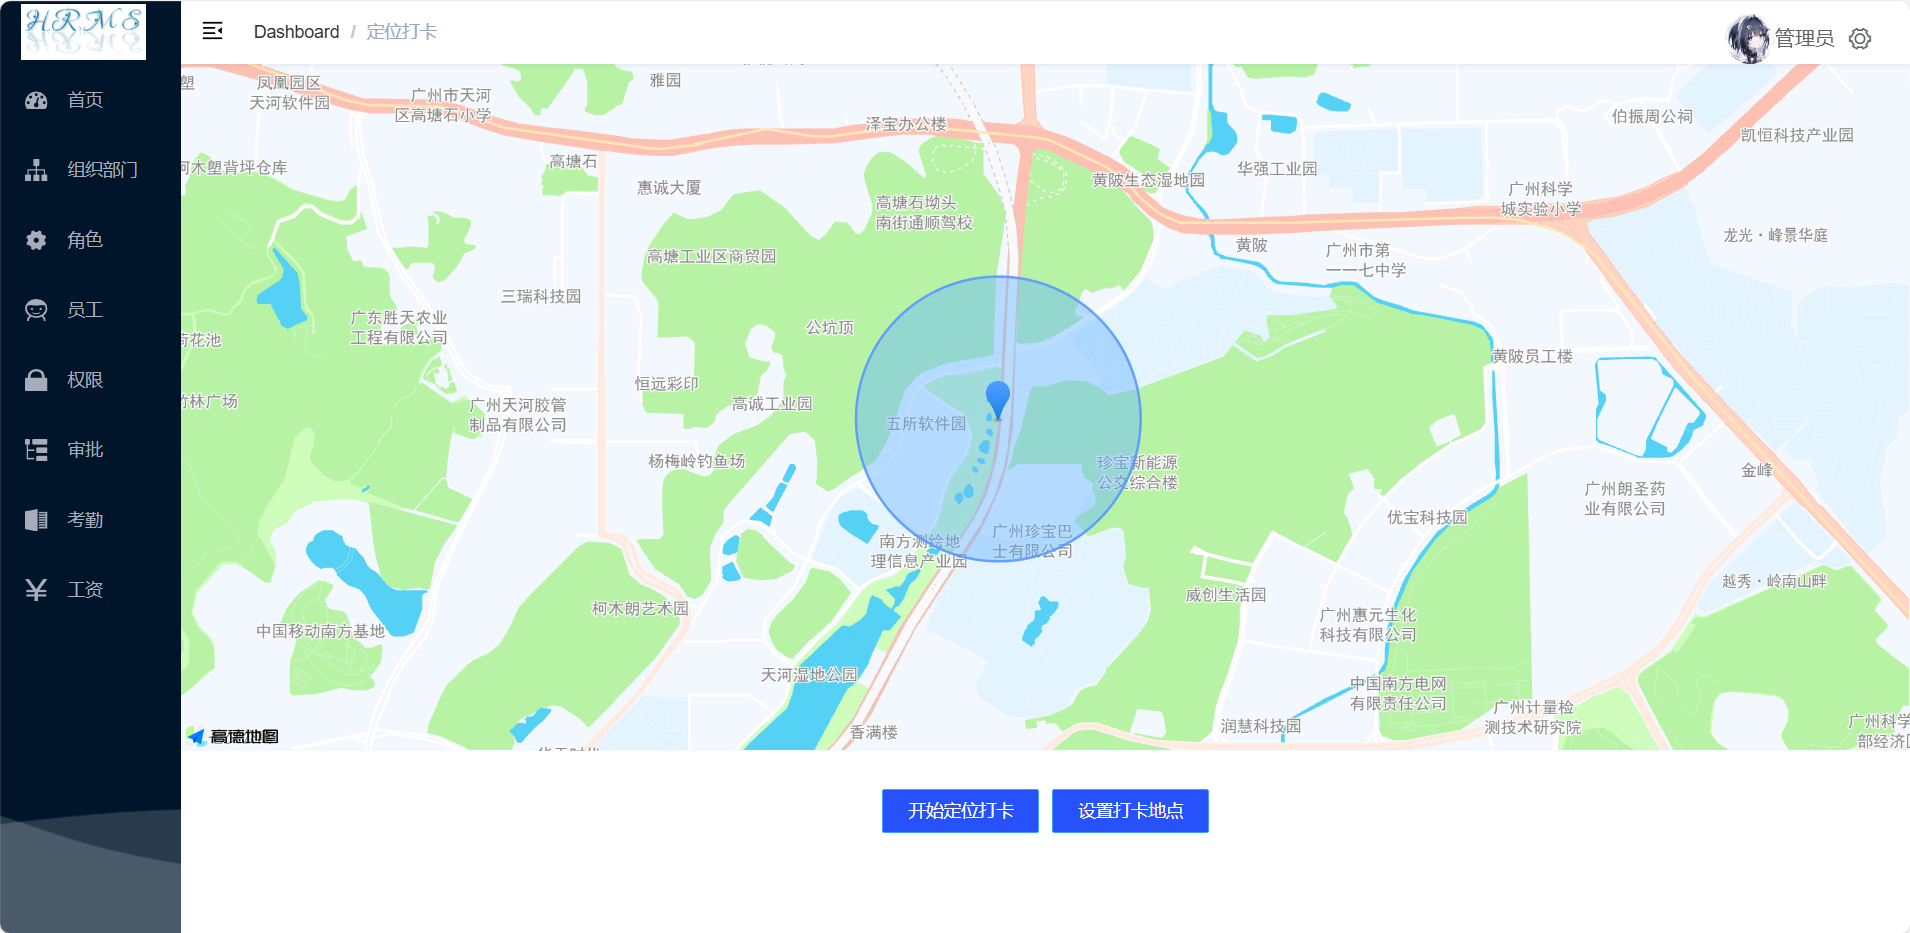 HRMS
首页
组织部门
角色
员工
权限
审批
考勤
工资
Dashboard / 定位打卡
管理员
塱
凤凰园区
天河软件园
广州市天河
区高塘石小学
雅园
泽宝办公楼
伯振周公祠
凯恒科技产业园
柯木塱背坪仓库
高塘石
惠诚大厦
高塘石坳头
南街通顺驾校
黄陂生态湿地园
华强工业园
广州科学
城实验小学
龙光·峰景华庭
高塘工业区商贸园
黄陂
广州市第
一一七中学
三瑞科技园
广东胜天农业
工程有限公司
荷花池
公坑顶
黄陂员工楼
恒远彩印
高诚工业园
竹林广场
广州天河胶管
制品有限公司
五所软件园
杨梅岭钓鱼场
珍宝新能源
公交综合楼
金峰
广州朗圣药
业有限公司
优宝科技园
南方测绘地
理信息产业园
广州珍宝巴
士有限公司
越秀·岭南山畔
威创生活园
柯木朗艺术园
广州惠元生化
科技有限公司
中国移动南方基地
天河湿地公园
中国南方电网
有限责任公司
广州计量检
测技术研究院
润慧科技园
香满楼
广州科学
部经济区
高德地图
开始定位打卡
设置打卡地点